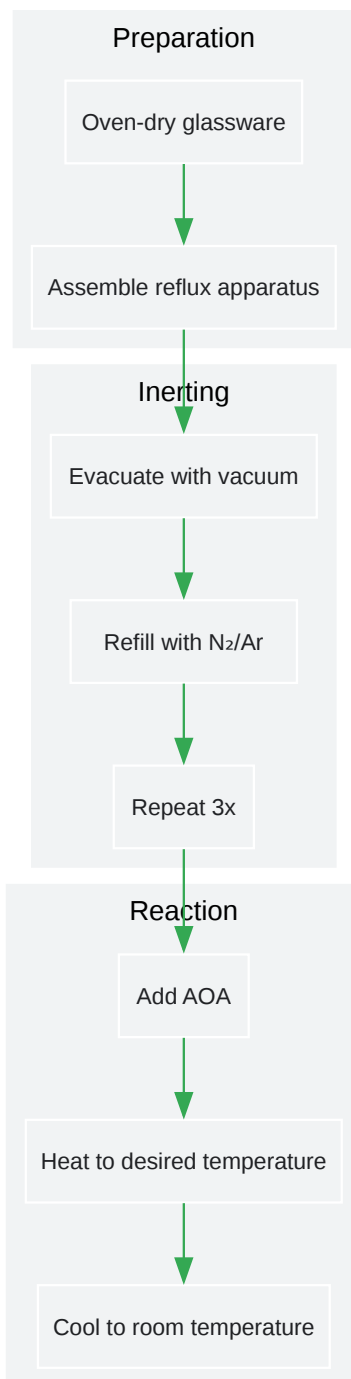 Preparation
Oven-dry glassware
Assemble reflux apparatus
Inerting
Evacuate with vacuum
Refill with N₂/Ar
Repeat 3x
Reaction
Add AOA
Heat to desired temperature
Cool to room temperature